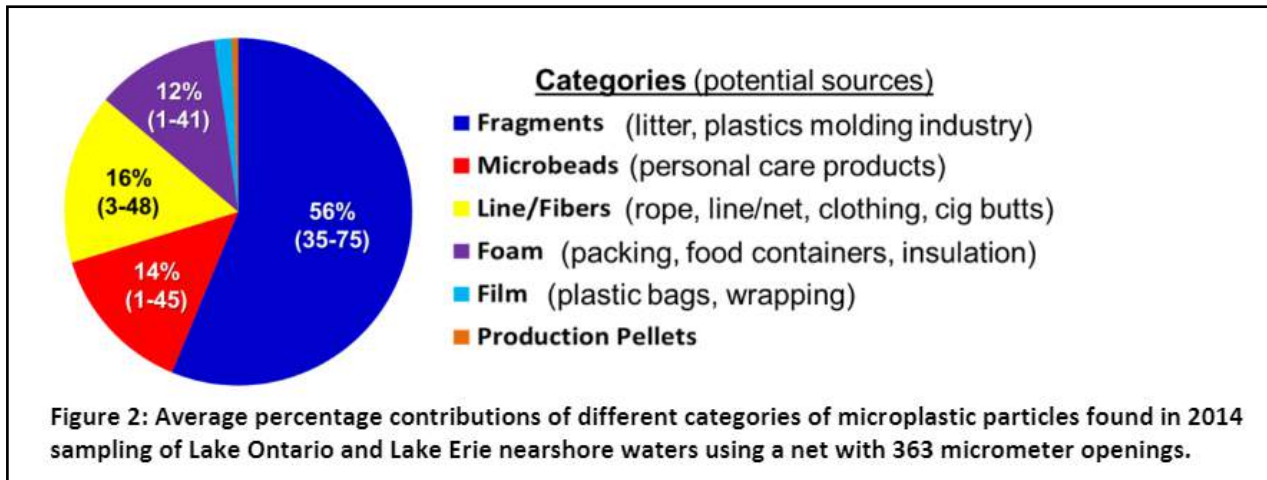 12%
(1-41)
16%
(3-48)
56%
(35-75)
14%
(1-45)
Categories (potential sources)
Fragments (litter, plastics molding industry)
Microbeads (personal care products)
Line/Fibers (rope, line/net, clothing, cig butts)
Foam (packing, food containers, insulation)
Film (plastic bags, wrapping)
Production Pellets
Figure 2: Average percentage contributions of different categories of microplastic particles found in 2014
sampling of Lake Ontario and Lake Erie nearshore waters using a net with 363 micrometer openings.